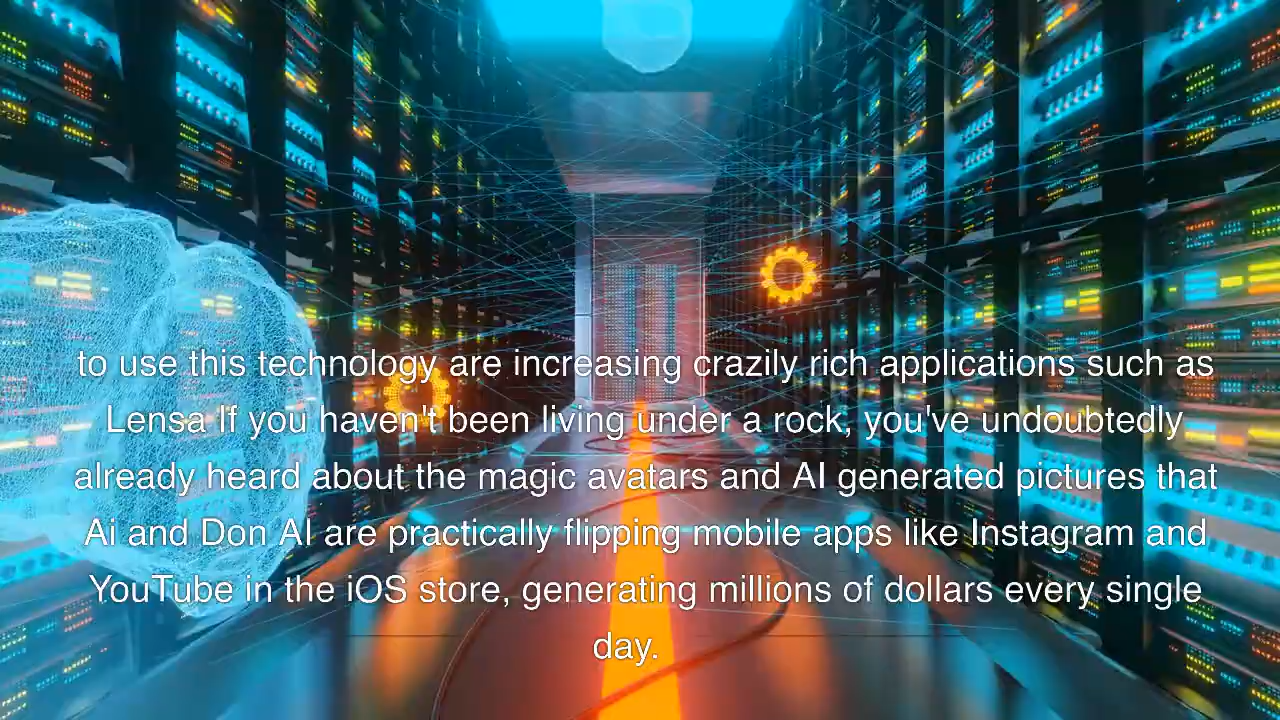 to use this technology are increasing crazily rich applications such as
Lensa If you haven't been living under a rock, you've undoubtedly
already heard about the magic avatars and AI generated pictures that
Ai and Don AI are practically flipping mobile apps like Instagram and
YouTube in the iOS store, generating millions of dollars every single
day.